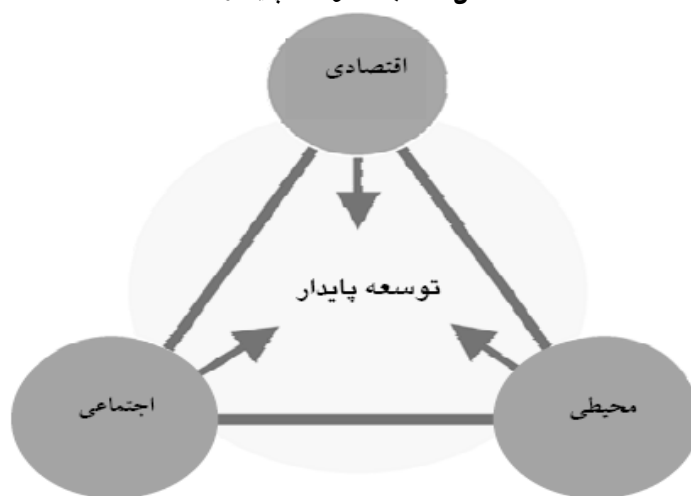 اقتصادی
توسعه پایدار
اجتماعی
محیطی